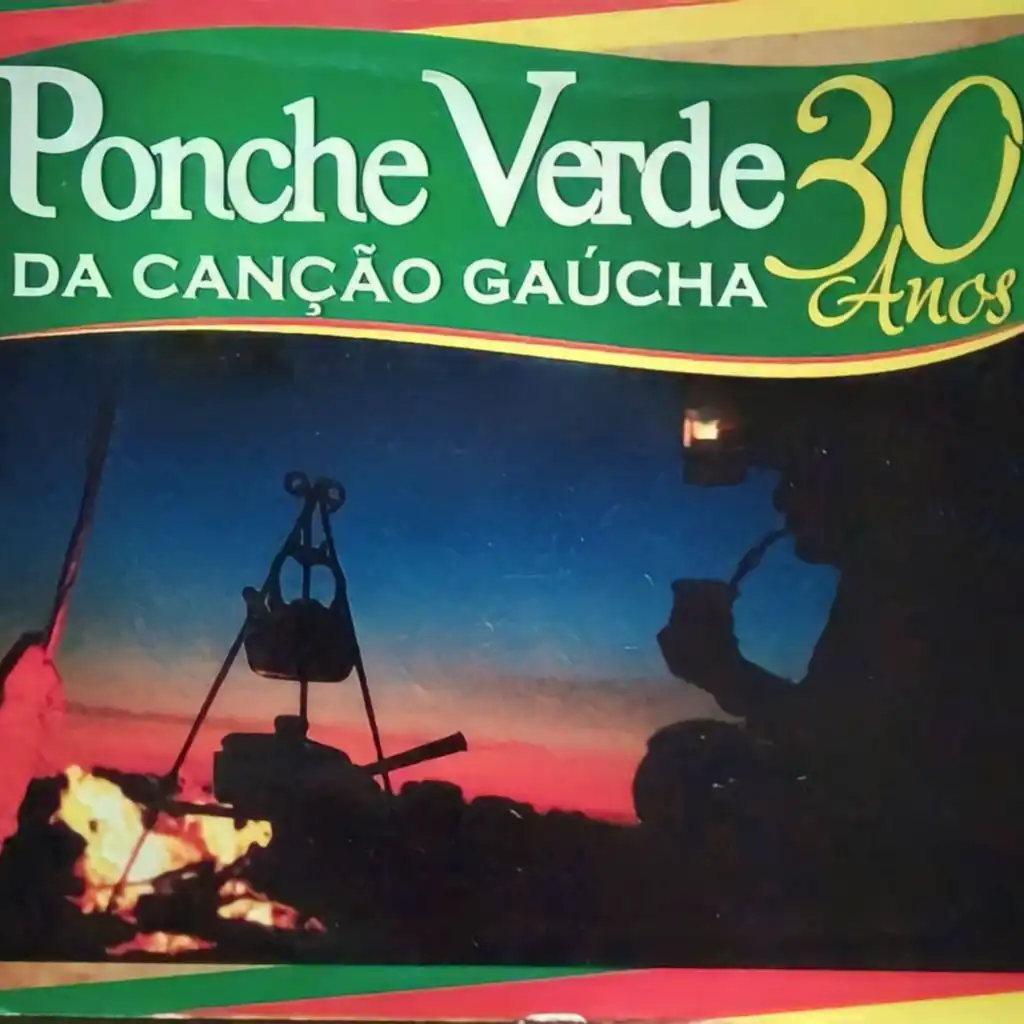 Ponche Verde 30
DA CANÇÃO GAÚCHA Anos